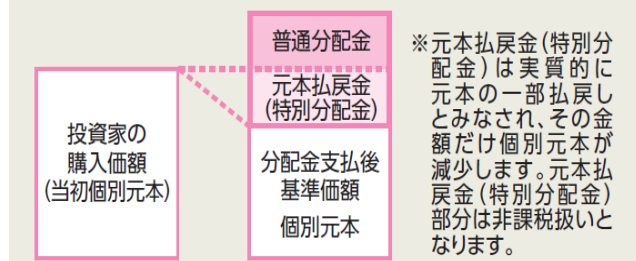 投資家の
購入価額
(当初個別元本)
普通分配金
元本払戻金
(特別分配金)
分配金支払後
基準価額
個別元本
※元本払戻金(特別分
配金)は実質的に
元本の一部払戻し
とみなされ、その金
額だけ個別元本が
減少します。元本払
戻金(特別分配金)
部分は非課税扱いと
なります。